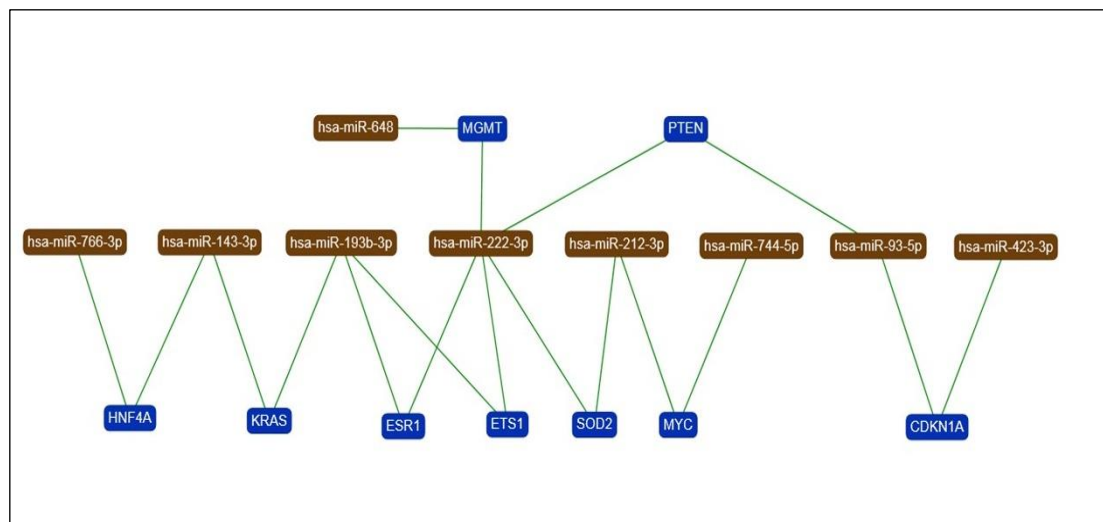 hsa-miR-648
MGMT
PTEN
hsa-miR-766-3p
hsa-miR-143-3p
hsa-miR-193b-3p
hsa-miR-222-3p
hsa-miR-212-3p
hsa-miR-744-5p
hsa-miR-93-5p
hsa-miR-423-3p
HNF4A
KRAS
ESR1
ETS1
SOD2
MYC
CDKN1A